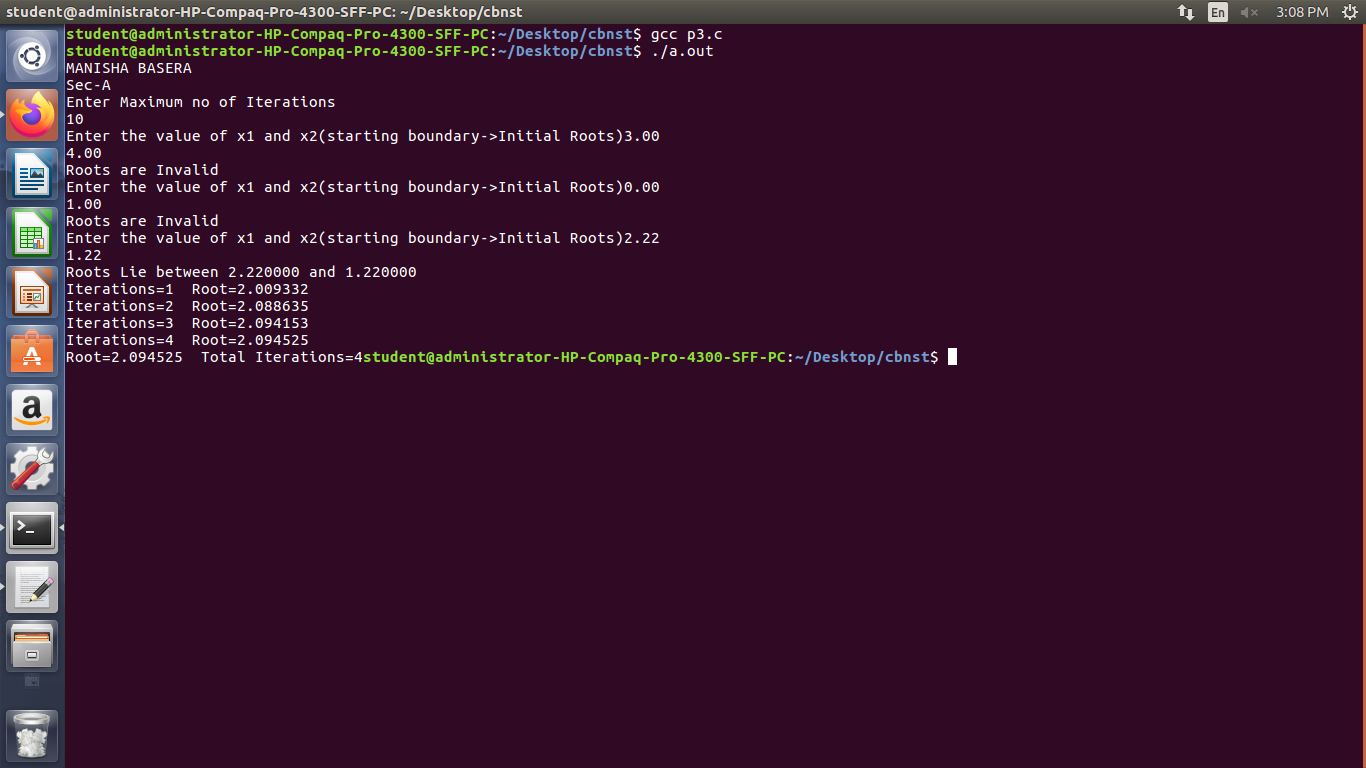 student@administrator-HP-Compaq-Pro-4300-SFF-PC: ~/Desktop/cbnst
En
3:08 PM
student@administrator-HP-Compaq-Pro-4300-SFF-PC:~/Desktop/cbnst$ gcc p3.c
student@administrator-HP-Compaq-Pro-4300-SFF-PC:~/Desktop/cbnst$ ./a.out
MANISHA BASERA
Sec-A
Enter Maximum no of Iterations
10
Enter the value of x1 and x2(starting boundary->Initial Roots)3.00
4.00
Roots are Invalid
Enter the value of x1 and x2(starting boundary->Initial Roots)0.00
1.00
Roots are Invalid
Enter the value of x1 and x2(starting boundary->Initial Roots)2.22
1.22
Roots Lie between 2.220000 and 1.220000
Iterations=1  Root=2.009332
Iterations=2  Root=2.088635
Iterations=3  Root=2.094153
Iterations=4  Root=2.094525
Root=2.094525  Total Iterations=4student@administrator-HP-Compaq-Pro-4300-SFF-PC:~/Desktop/cbnst$